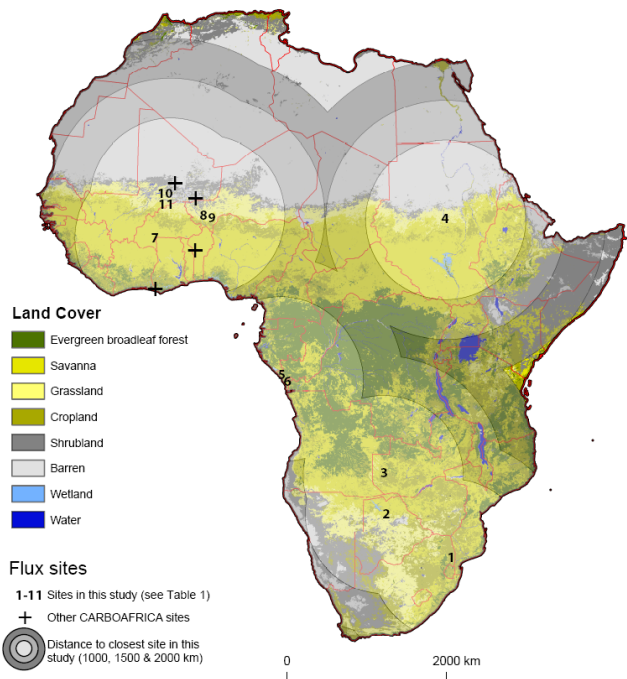 10
11
8 9
4
7
Land Cover
Evergreen broadleaf forest
Savanna
Grassland
Cropland
Shrubland
Barren
Wetland
Water
5
6
3
2
1
Flux sites
1-11 Sites in this study (see Table 1)
Other CARBOAFRICA sites
Distance to closest site in this
study (1000, 1500 & 2000 km)
0 2000 km